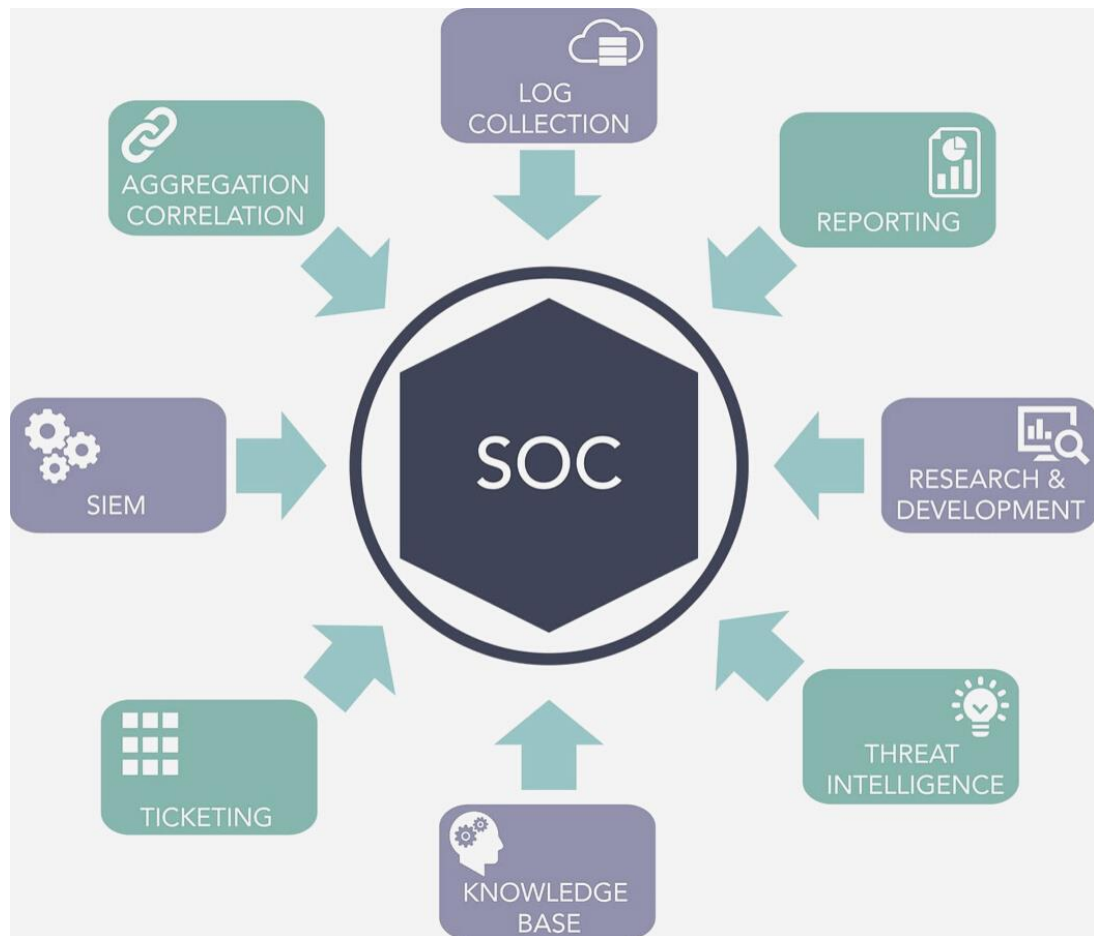 LOG
COLLECTION
AGGREGATION
CORRELATION
REPORTING
SIEM
SOC
RESEARCH &
DEVELOPMENT
TICKETING
THREAT
INTELLIGENCE
KNOWLEDGE
BASE